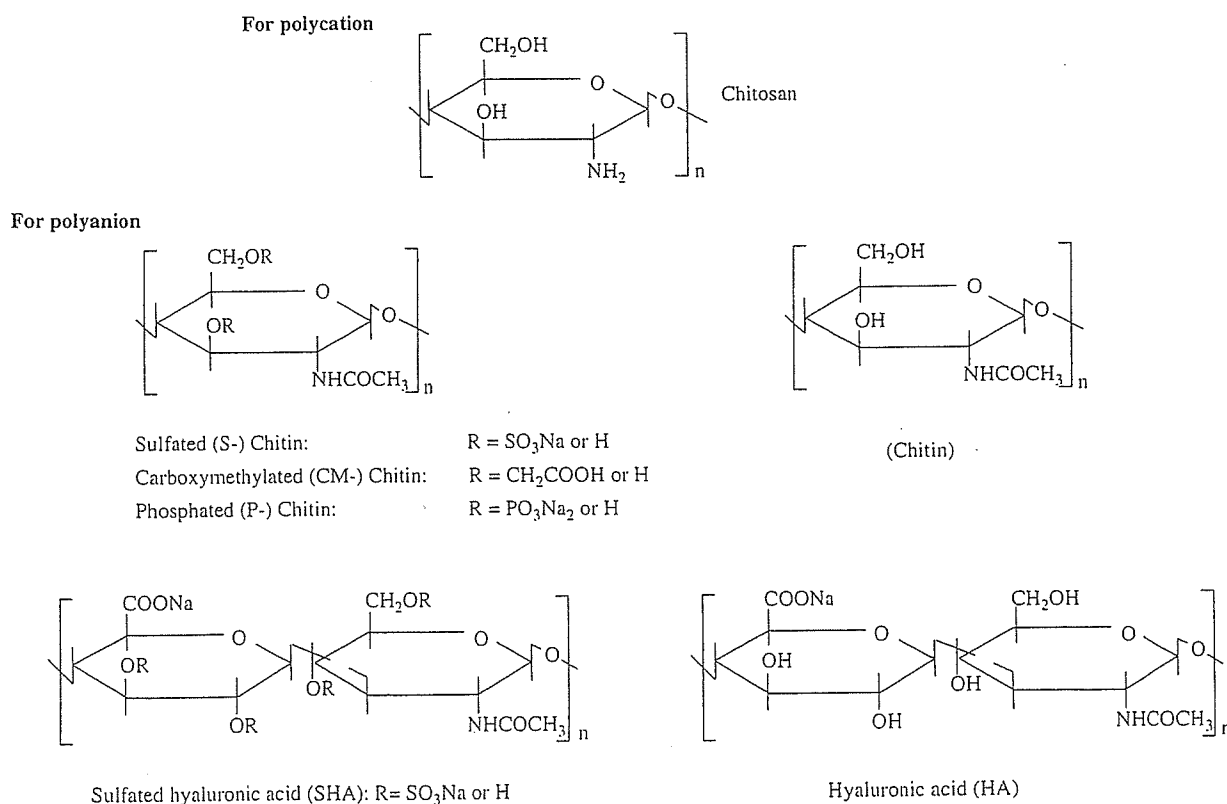 For polycation
CH₂OH
O
OH
O
NH₂
n
Chitosan
For polyanion
CH₂OR
O
OR
O
NHCOCH₃
n
CH₂OH
O
OH
O
NHCOCH₃
n
Sulfated (S-) Chitin: R = SO₃Na or H
Carboxymethylated (CM-) Chitin: R = CH₂COOH or H
Phosphated (P-) Chitin: R = PO₃Na₂ or H
(Chitin)
COONa
O
OR
OR
CH₂OR
O
OR
O
NHCOCH₃
n
COONa
O
OH
OH
CH₂OH
O
OH
O
NHCOCH₃
n
Sulfated hyaluronic acid (SHA): R= SO₃Na or H
Hyaluronic acid (HA)